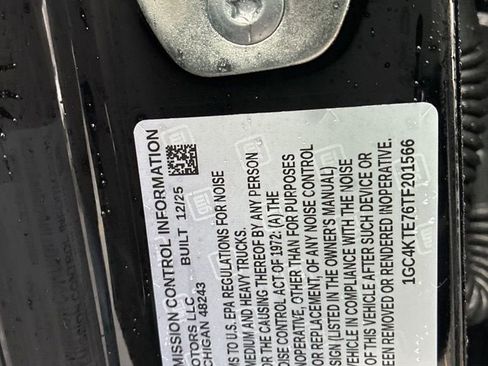 MISSION CONTROL INFORMATION
OTORS LLC BUILT 12/25
CHIGAN 48243
MS TO U.S. EPA REGULATIONS FOR NOISE
MEDIUM AND HEAVY TRUCKS.
OR THE CAUSING THEREOF BY ANY PERSON
OISE CONTROL ACT OF 1972: (A) THE
NOPERATIVE, OTHER THAN FOR PURPOSES
OR REPLACEMENT, OF ANY NOISE CONTROL
SIGN (LISTED IN THE OWNER'S MANUAL)
VEHICLE IN COMPLIANCE WITH THE NOISE
OF THIS VEHICLE AFTER SUCH DEVICE OR
EEN REMOVED OR RENDERED INOPERATIVE.
1GC4KTE76TF201566